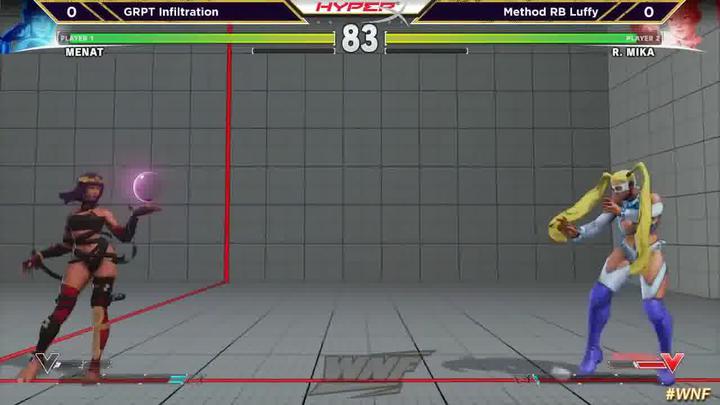 0 GRPT Infiltration HYPER Method RB Luffy 0
PLAYER 1 83 PLAYER 2
MENAT R. MIKA
WNF
#WNF